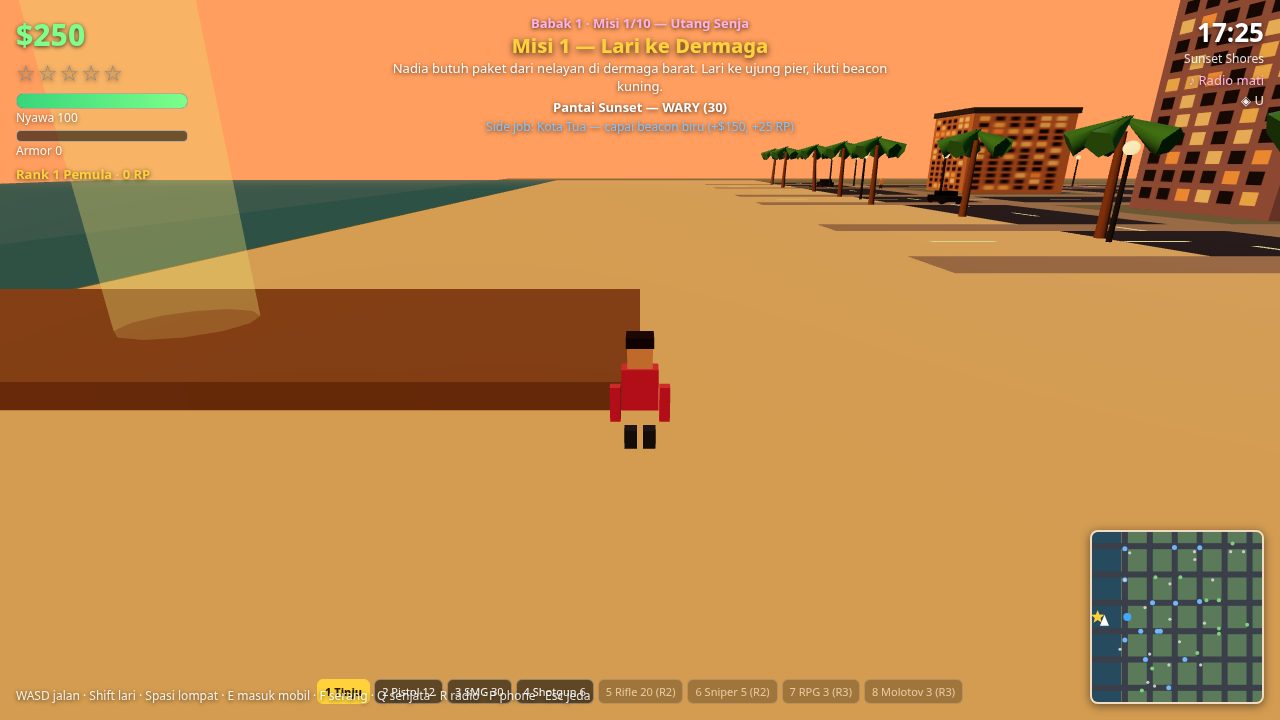 $250
☆☆☆☆☆
Nyawa 100
Armor 0
Rank 1 Pemula · 0 RP
Babak 1 · Misi 1/10 — Utang Senja
Misi 1 — Lari ke Dermaga
Nadia butuh paket dari nelayan di dermaga barat. Lari ke ujung pier, ikuti beacon
kuning.
Pantai Sunset — WARY (30)
Side job: Kota Tua — capai beacon biru (+$150, +25 RP)
17:25
Sunset Shores
♪ Radio mati
◈ U
WASD jalan · Shift lari · Spasi lompat · E masuk mobil · F serang · Q senjata · R radio · P phone · Esc jeda
1 Tinju
2 Pistol 12
3 SMG 30
4 Shotgun 6
5 Rifle 20 (R2)
6 Sniper 5 (R2)
7 RPG 3 (R3)
8 Molotov 3 (R3)